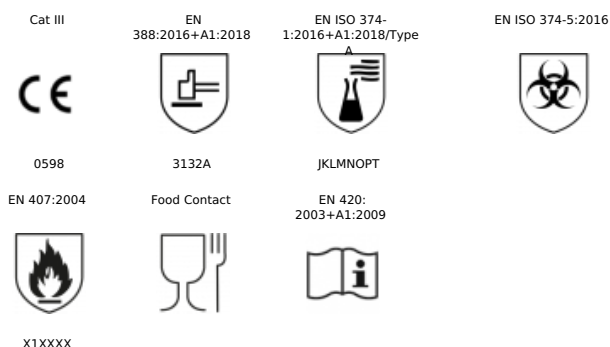 Cat III
EN
388:2016+A1:2018
EN ISO 374-
1:2016+A1:2018/Type
A
EN ISO 374-5:2016
CE
0598
3132A
JKLMNOPT
EN 407:2004
Food Contact
EN 420:
2003+A1:2009
i
X1XXXX